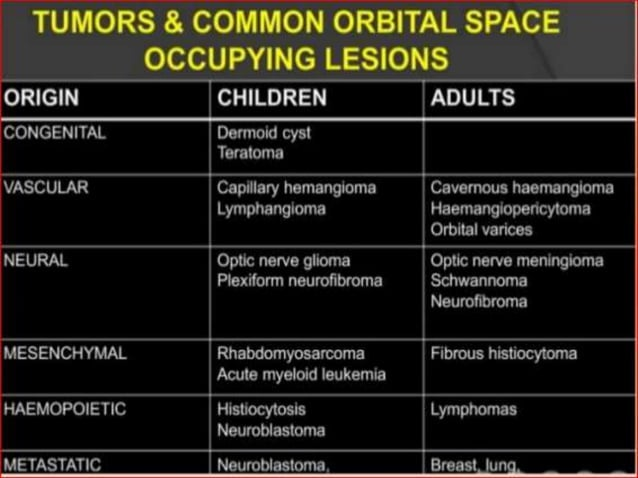 TUMORS & COMMON ORBITAL SPACE
OCCUPYING LESIONS
ORIGIN CHILDREN ADULTS
CONGENITAL Dermoid cyst
Teratoma
VASCULAR Capillary hemangioma Cavernous haemangioma
Lymphangioma Haemangiopericytoma
Orbital varices
NEURAL Optic nerve glioma Optic nerve meningioma
Plexiform neurofibroma Schwannoma
Neurofibroma
MESENCHYMAL Rhabdomyosarcoma Fibrous histiocytoma
Acute myeloid leukemia
HAEMOPOIETIC Histiocytosis Lymphomas
Neuroblastoma
METASTATIC Neuroblastoma, Breast, lung,